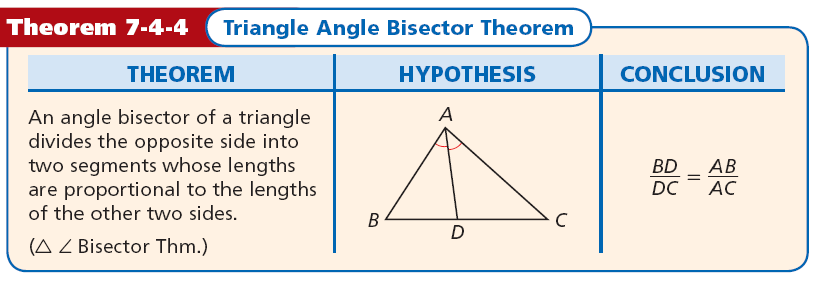 Theorem 7-4-4 Triangle Angle Bisector Theorem
THEOREM HYPOTHESIS CONCLUSION
An angle bisector of a triangle
divides the opposite side into
two segments whose lengths
are proportional to the lengths
of the other two sides.
(△ ∠ Bisector Thm.)
A
B
D
C
BD/DC = AB/AC